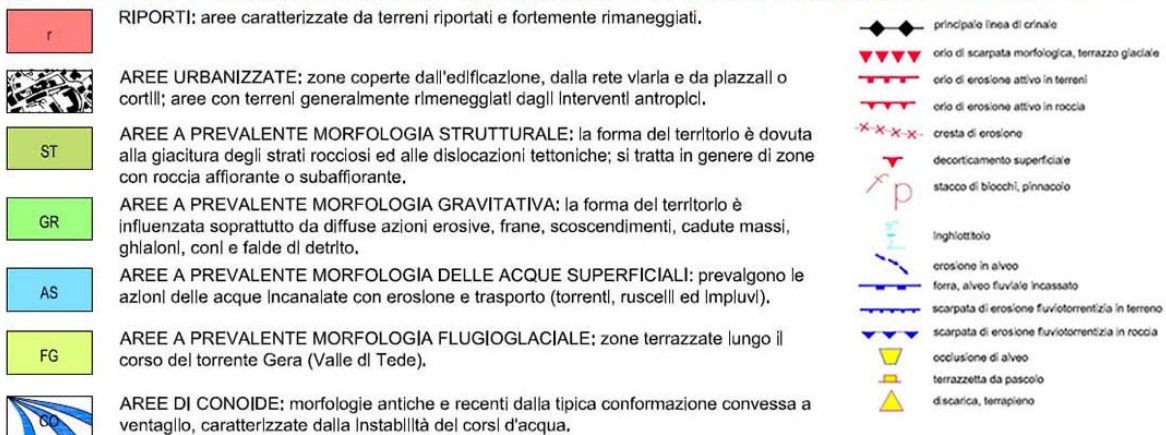 r
RIPORTI: aree caratterizzate da terreni riportati e fortemente rimaneggiati.
AREE URBANIZZATE: zone coperte dall'edificazione, dalla rete viaria e da piazzali o
cortili; aree con terreni generalmente rimeneggiati dagli interventi antropici.
ST
AREE A PREVALENTE MORFOLOGIA STRUTTURALE: la forma del territorio è dovuta
alla giacitura degli strati rocciosi ed alle dislocazioni tettoniche; si tratta in genere di zone
con roccia affiorante o subaffiorante.
GR
AREE A PREVALENTE MORFOLOGIA GRAVITATIVA: la forma del territorio è
influenzata soprattutto da diffuse azioni erosive, frane, scoscendimenti, cadute massi,
ghiaioni, coni e falde di detrito.
AS
AREE A PREVALENTE MORFOLOGIA DELLE ACQUE SUPERFICIALI: prevalgono le
azioni delle acque incanalate con erosione e trasporto (torrenti, ruscelli ed impluvi).
FG
AREE A PREVALENTE MORFOLOGIA FLUGIOGLACIALE: zone terrazzate lungo il
corso del torrente Gera (Valle di Tede).
CO
AREE DI CONOIDE: morfologie antiche e recenti dalla tipica conformazione convessa a
ventaglio, caratterizzate dalla instabilità dei corsi d'acqua.
principale linea di crinale
orlo di scarpata morfologica, terrazzo glaciale
orlo di erosione attivo in terreni
orlo di erosione attivo in roccia
cresta di erosione
decorticamento superficiale
f p stacco di blocchi, pinnacolo
inghiottitoio
erosione in alveo
forra, alveo fluviale incassato
scarpata di erosione fluviotorrentizia in terreno
scarpata di erosione fluviotorrentizia in roccia
occlusione di alveo
terrazzetta da pascolo
discarica, terrapieno